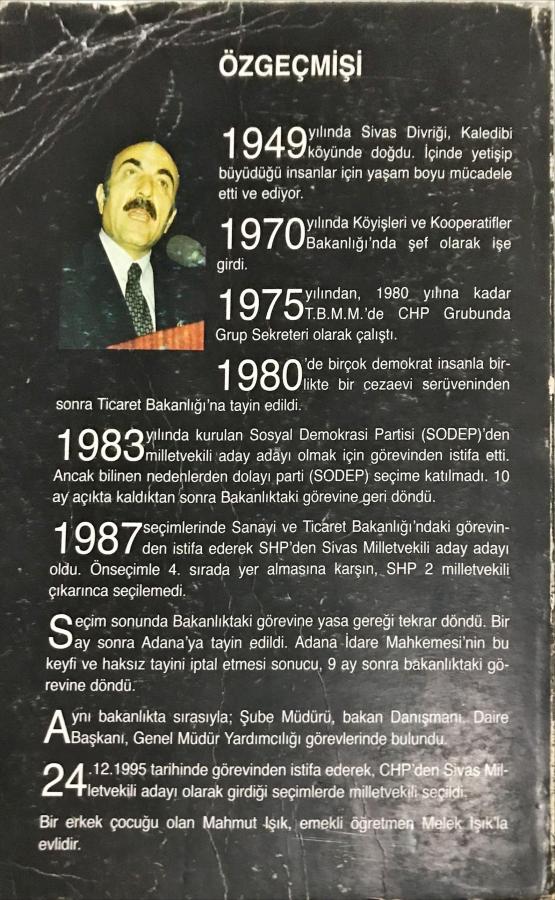 ÖZGEÇMİŞİ
1949 yılında Sivas Divriği, Kaledibi
köyünde doğdu. İçinde yetişip
büyüdüğü insanlar için yaşam boyu mücadele
etti ve ediyor.
1970 yılında Köyişleri ve Kooperatifler
Bakanlığı'nda şef olarak işe
girdi.
1975 yılından, 1980 yılına kadar
T.B.M.M.'de CHP Grubunda
Grup Sekreteri olarak çalıştı.
1980 'de birçok demokrat insanla bir-
likte bir cezaevi serüveninden
sonra Ticaret Bakanlığı'na tayin edildi.
1983 yılında kurulan Sosyal Demokrasi Partisi (SODEP)'den
milletvekili aday adayı olmak için görevinden istifa etti.
Ancak bilinen nedenlerden dolayı parti (SODEP) seçime katılmadı. 10
ay açıkta kaldıktan sonra Bakanlıktaki görevine geri döndü.
1987 seçimlerinde Sanayi ve Ticaret Bakanlığı'ndaki görevin-
den istifa ederek SHP'den Sivas Milletvekili aday adayı
oldu. Önseçimle 4. sırada yer almasına karşın, SHP 2 milletvekili
çıkarınca seçilemedi.
Seçim sonunda Bakanlıktaki görevine yasa gereği tekrar döndü. Bir
ay sonra Adana'ya tayin edildi. Adana İdare Mahkemesi'nin bu
keyfi ve haksız tayini iptal etmesi sonucu, 9 ay sonra bakanlıktaki gö-
revine döndü.
Aynı bakanlıkta sırasıyla; Şube Müdürü, bakan Danışmanı, Daire
Başkanı, Genel Müdür Yardımcılığı görevlerinde bulundu.
24.12.1995 tarihinde görevinden istifa ederek, CHP'den Sivas Mil-
letvekili adayı olarak girdiği seçimlerde milletvekili seçildi.
Bir erkek çocuğu olan Mahmut Işık, emekli öğretmen Melek Işık'la
evlidir.